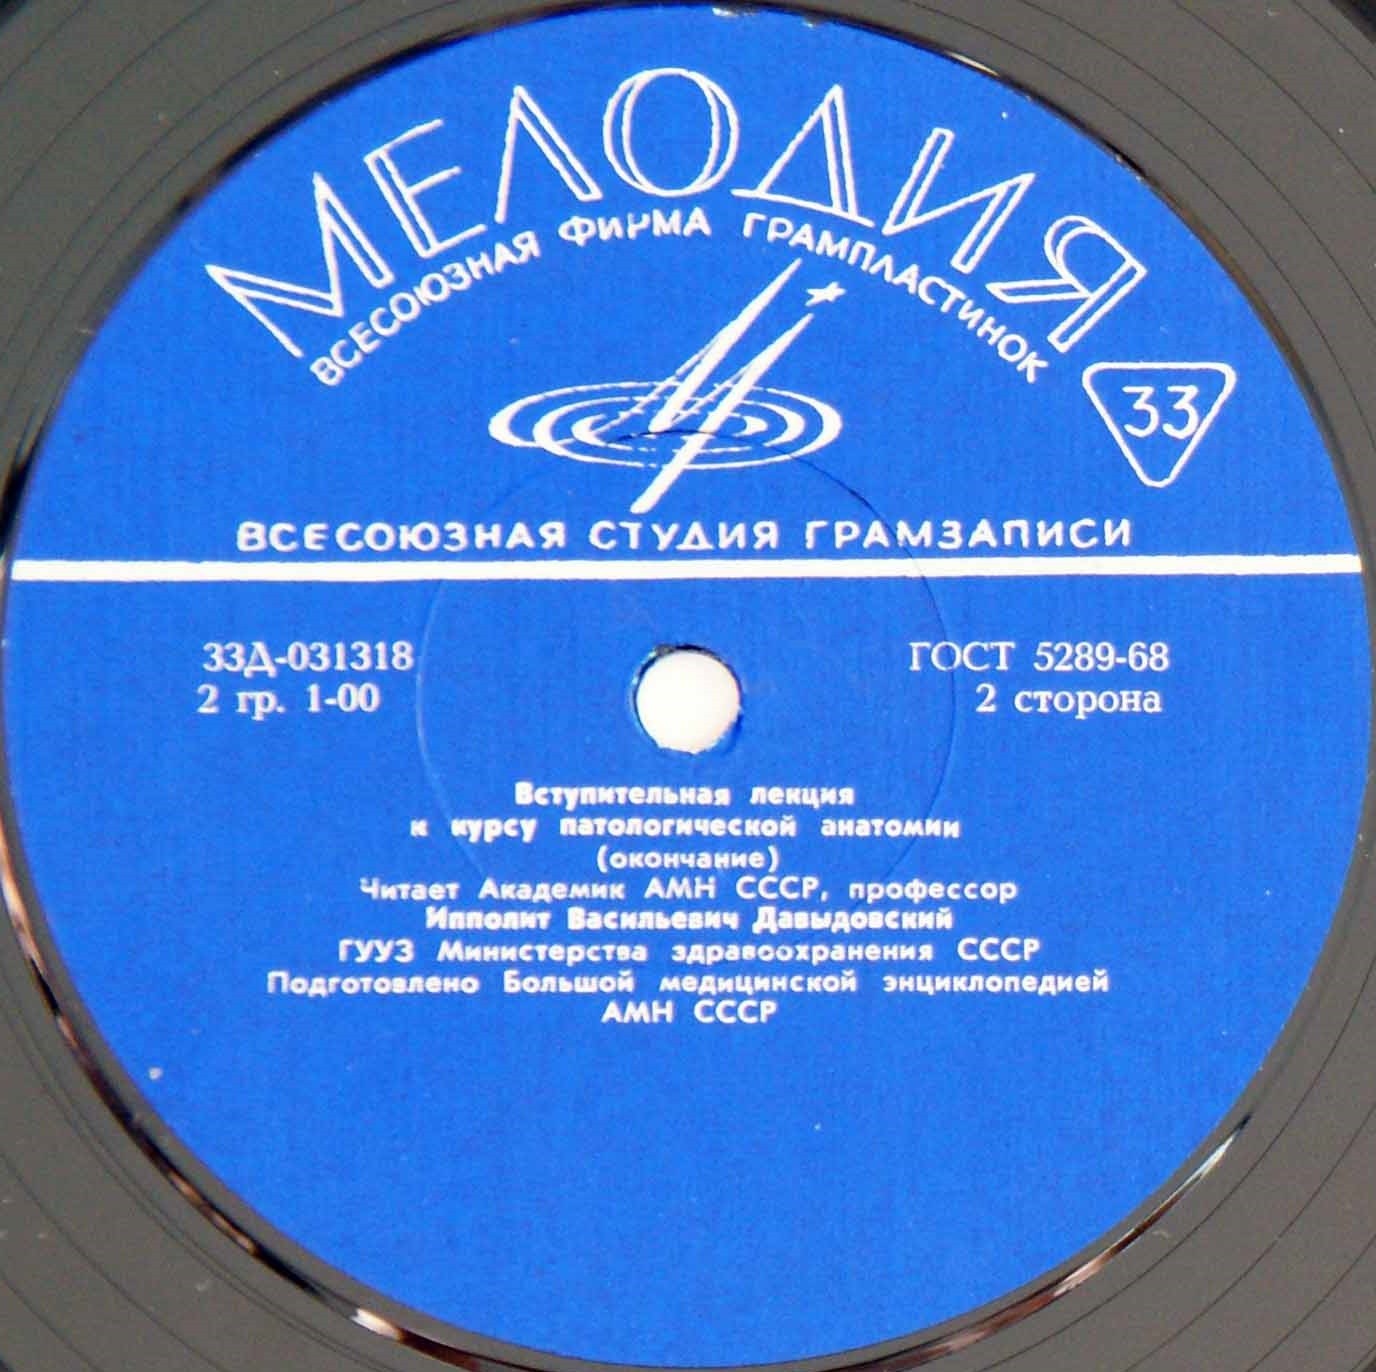 МЕЛОДИЯ
ВСЕСОЮЗНАЯ ФИРМА ГРАМПЛАСТИНОК
33
ВСЕСОЮЗНАЯ СТУДИЯ ГРАМЗАПИСИ
33Д-031318 ГОСТ 5289-68
2 гр. 1-00 2 сторона
Вступительная лекция
к курсу патологической анатомии
(окончание)
Читает Академик АМН СССР, профессор
Ипполит Васильевич Давыдовский
ГУУЗ Министерства здравоохранения СССР
Подготовлено Большой медицинской энциклопедией
АМН СССР